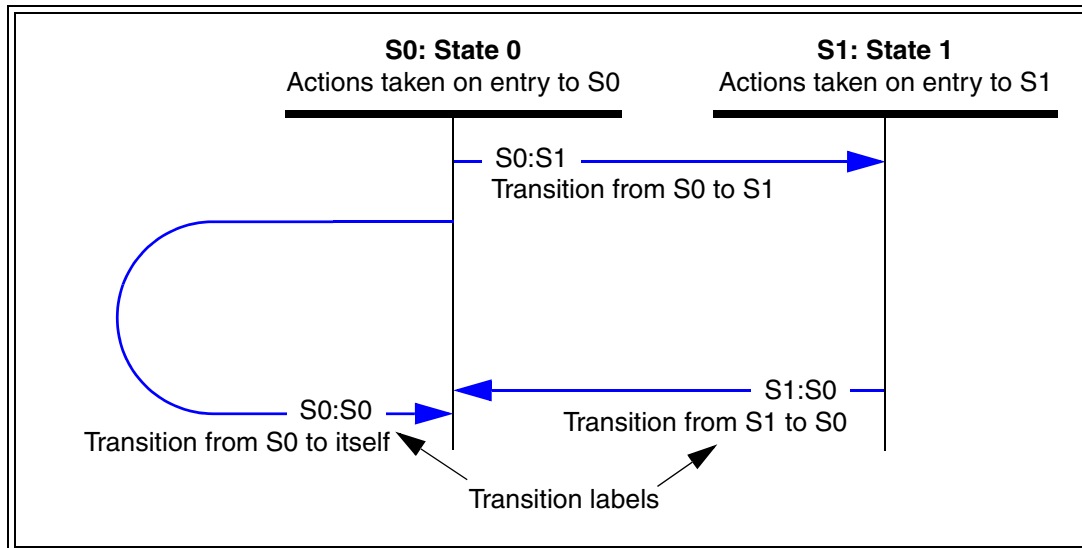 S0: State 0
Actions taken on entry to S0
S1: State 1
Actions taken on entry to S1
S0:S1
Transition from S0 to S1
S1:S0
Transition from S1 to S0
S0:S0
Transition from S0 to itself
Transition labels